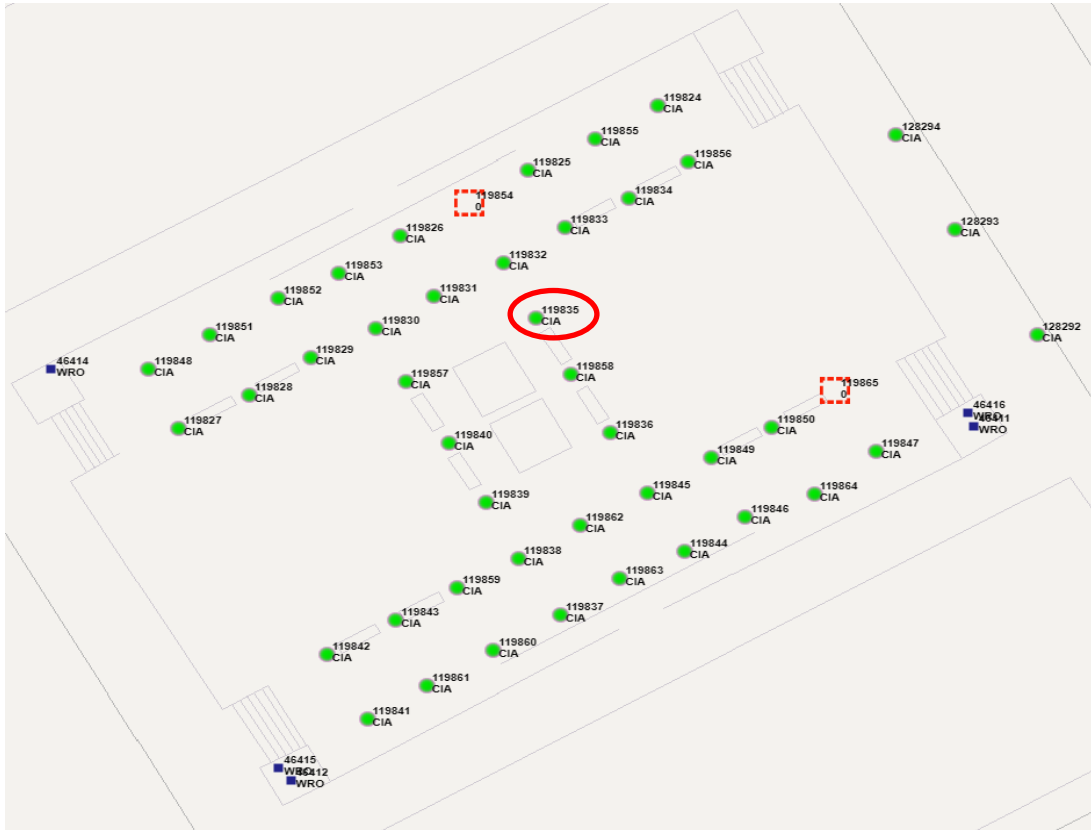 119824
CIA
119855
CIA
128294
CIA
119825
CIA
119856
CIA
119854
0
119834
CIA
119833
CIA
128293
CIA
119826
CIA
119832
CIA
119853
CIA
119852
CIA
119831
CIA
119835
CIA
119830
CIA
119851
CIA
128292
CIA
119829
CIA
46414
WRO
119848
CIA
119858
CIA
119857
CIA
119865
0
119828
CIA
46416
WRO
46411
WRO
119827
CIA
119850
CIA
119836
CIA
119840
CIA
119847
CIA
119849
CIA
119845
CIA
119864
CIA
119839
CIA
119846
CIA
119862
CIA
119844
CIA
119838
CIA
119863
CIA
119859
CIA
119837
CIA
119843
CIA
119860
CIA
119842
CIA
119861
CIA
119841
CIA
46415
WRO
46412
WRO